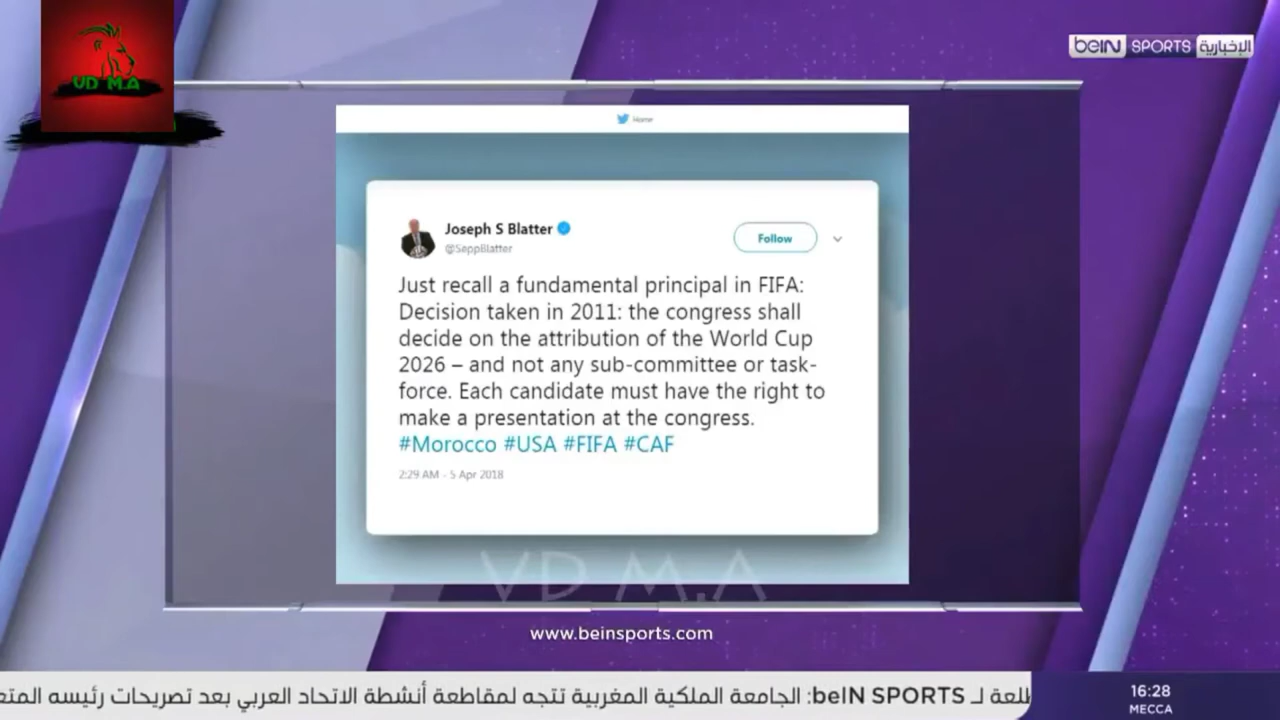 VD M.A
beIN SPORTS الإخبارية
Home
Joseph S Blatter
@SeppBlatter
Follow
Just recall a fundamental principal in FIFA:
Decision taken in 2011: the congress shall
decide on the attribution of the World Cup
2026 – and not any sub-committee or task-
force. Each candidate must have the right to
make a presentation at the congress.
#Morocco #USA #FIFA #CAF
2:29 AM - 5 Apr 2018
VD M.A
www.beinsports.com
لـ beIN SPORTS: الجامعة الملكية المغربية تتجه لمقاطعة أنشطة الاتحاد العربي بعد تصريحات رئيسه
16:28
MECCA